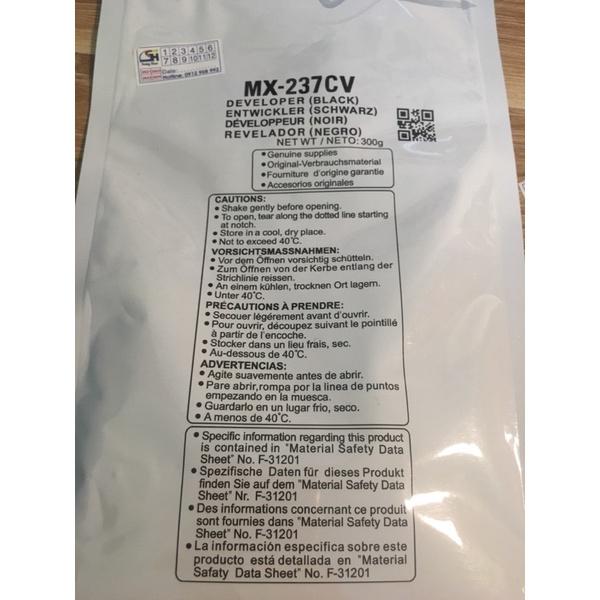 1 2 3 4 5 6
7 8 9 10 11 12
Date:
Hotline: 0912 968 992
MX-237CV
DEVELOPER (BLACK)
ENTWICKLER (SCHWARZ)
DÉVELOPPEUR (NOIR)
REVELADOR (NEGRO)
NET WT / NETO: 300g
• Genuine supplies
• Original-Verbrauchsmaterial
• Fourniture d'origine garantie
• Accesorios originales
CAUTIONS:
• Shake gently before opening.
• To open, tear along the dotted line starting
at notch.
• Store in a cool, dry place.
• Not to exceed 40°C.
VORSICHTSMASSNAHMEN:
• Vor dem Öffnen vorsichtig schütteln.
• Zum Öffnen von der Kerbe entlang der
Strichlinie reissen.
• An einem kühlen, trocknen Ort lagern.
• Unter 40°C.
PRÉCAUTIONS À PRENDRE:
• Secouer légérement avant d'ouvrir.
• Pour ouvrir, découpez suivant le pointillé
à partir de l'encoche.
• Stocker dans un lieu frais, sec.
• Au-dessous de 40°C.
ADVERTENCIAS:
• Agite suavemente antes de abrir.
• Pare abrir,rompa por la linea de puntos
empezando en la muesca.
• Guardarlo en un lugar frio, seco.
• A menos de 40°C.
• Specific information regarding this product
is contained in "Material Safety Data
Sheet" No. F-31201
• Spezifische Daten für dieses Produkt
finden Sie auf dem "Material Safety Data
Sheet" Nr. F-31201
• Des informations concernant ce produit
sont fournies dans "Material Safety Data
Sheet" No. F-31201
• La información especifica sobre este
producto está detallada en "Material
Safaty Data Sheet" No. F-31201